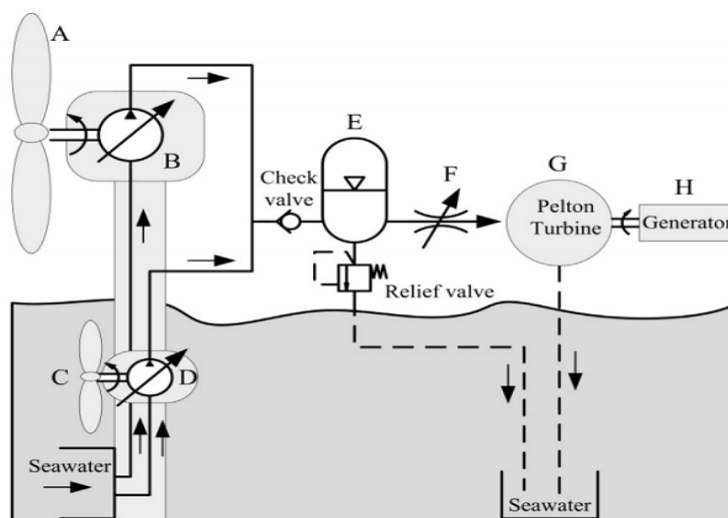 A
B
E
Check
valve
F
G
H
Pelton
Turbine
Generator
Relief valve
C
D
Seawater
Seawater